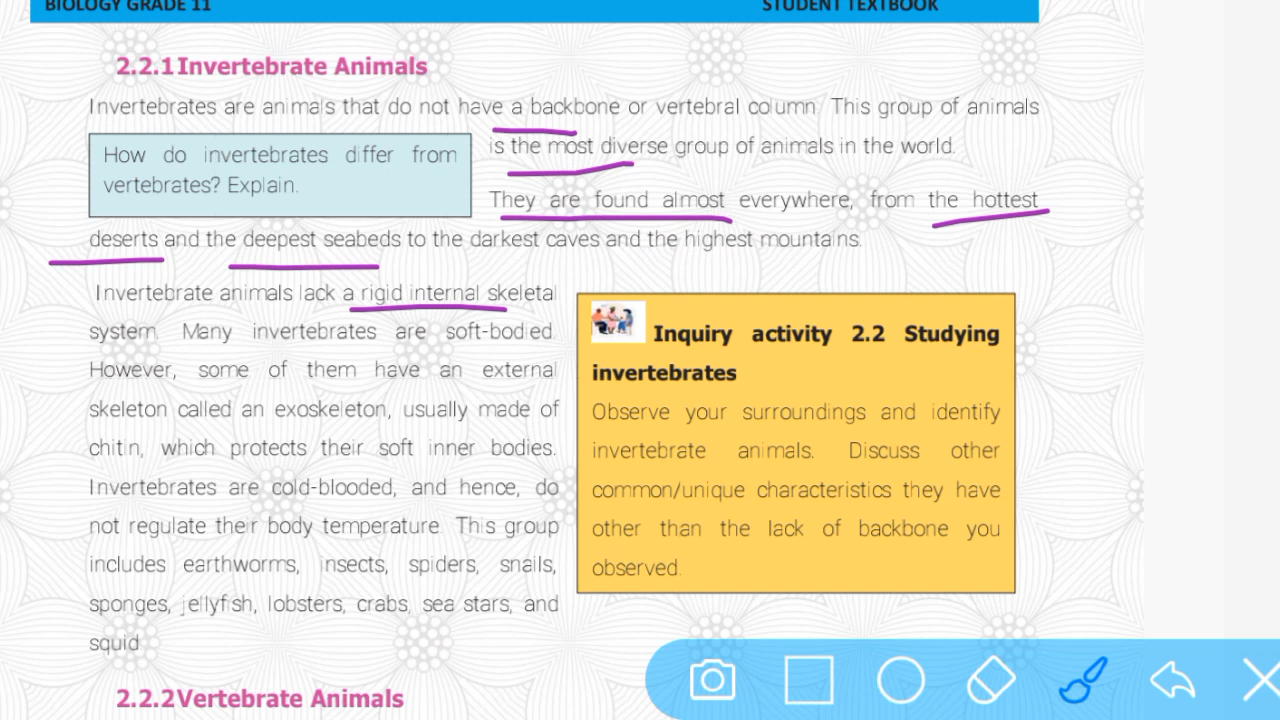 BIOLOGY GRADE 11 STUDENT TEXTBOOK
2.2.1 Invertebrate Animals
Invertebrates are animals that do not have a backbone or vertebral column. This group of animals
is the most diverse group of animals in the world.
How do invertebrates differ from
vertebrates? Explain.
They are found almost everywhere, from the hottest
deserts and the deepest seabeds to the darkest caves and the highest mountains.
Invertebrate animals lack a rigid internal skeletal
system. Many invertebrates are soft-bodied.
However, some of them have an external
skeleton called an exoskeleton, usually made of
chitin, which protects their soft inner bodies.
Invertebrates are cold-blooded, and hence, do
not regulate their body temperature. This group
includes earthworms, insects, spiders, snails,
sponges, jellyfish, lobsters, crabs, sea stars, and
squid
Inquiry activity 2.2 Studying
invertebrates
Observe your surroundings and identify
invertebrate animals. Discuss other
common/unique characteristics they have
other than the lack of backbone you
observed.
2.2.2 Vertebrate Animals